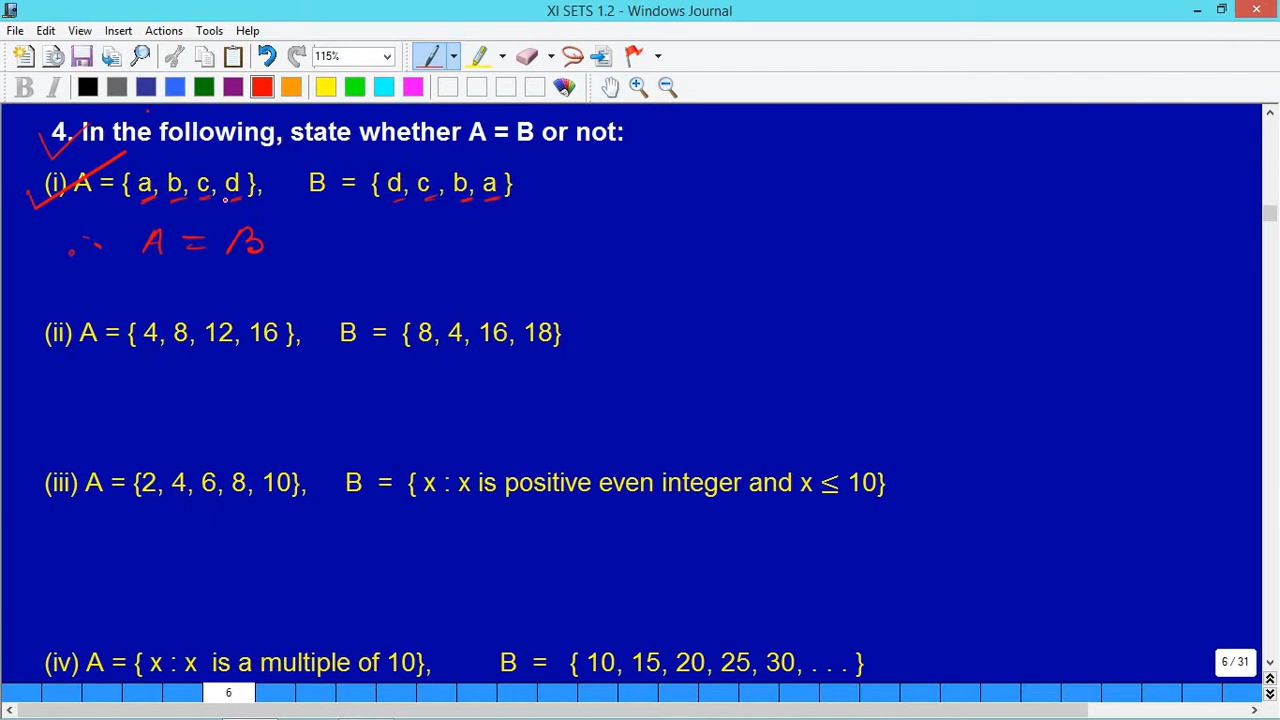 XI SETS 1.2 - Windows Journal
File Edit View Insert Actions Tools Help
115%
B I
4. In the following, state whether A = B or not:
(i) A = { a, b, c, d }, B = { d, c , b, a }
∴ A = B
(ii) A = { 4, 8, 12, 16 }, B = { 8, 4, 16, 18}
(iii) A = {2, 4, 6, 8, 10}, B = { x : x is positive even integer and x ≤ 10}
(iv) A = { x : x is a multiple of 10}, B = { 10, 15, 20, 25, 30, . . . }
6 / 31
6